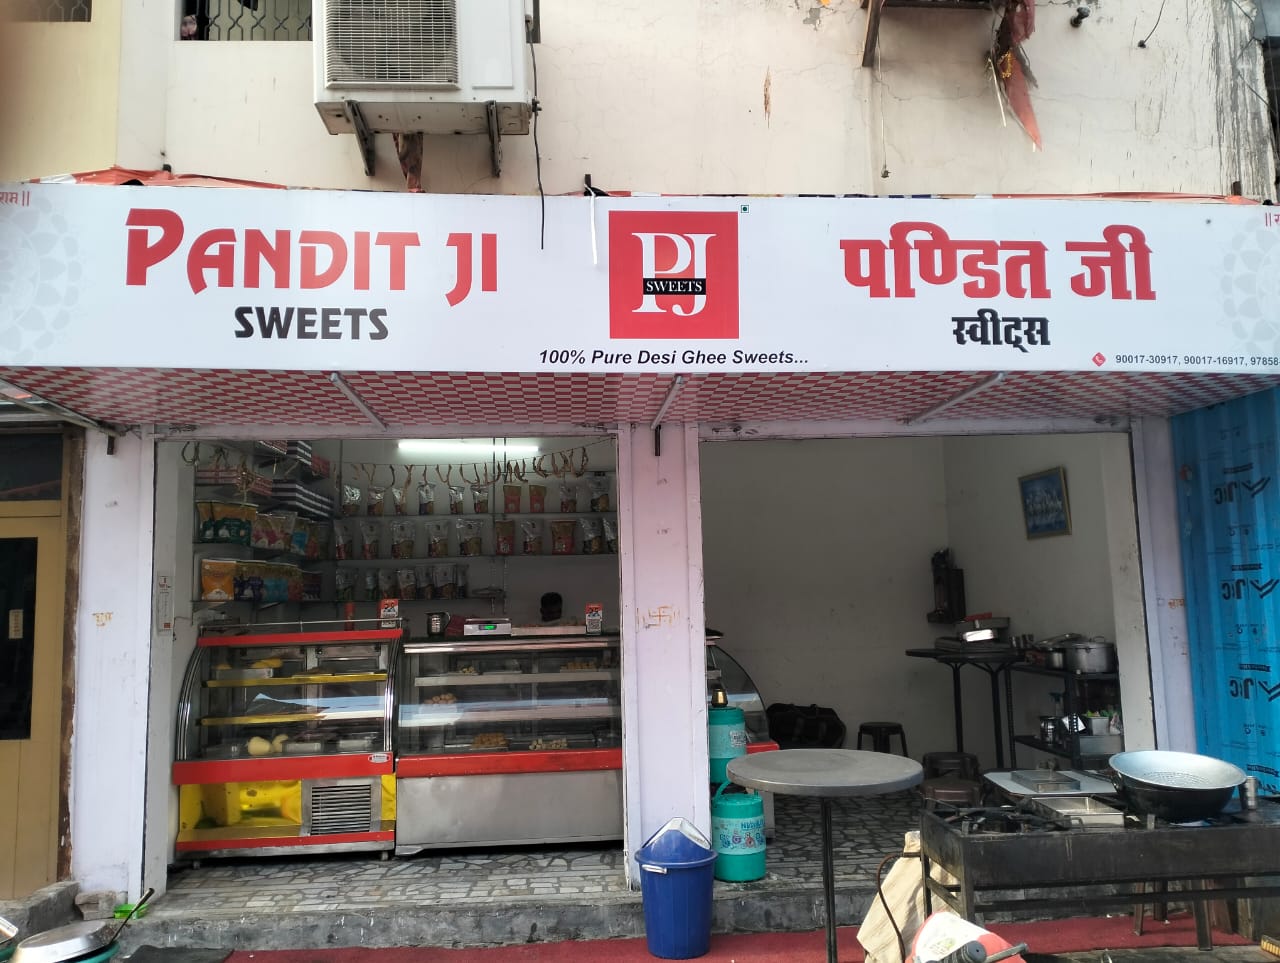 राम ||
PANDIT JI
SWEETS
PJ
SWEETS
100% Pure Desi Ghee Sweets...
पण्डित जी
स्वीट्स
90017-30917, 90017-16917, 97858-